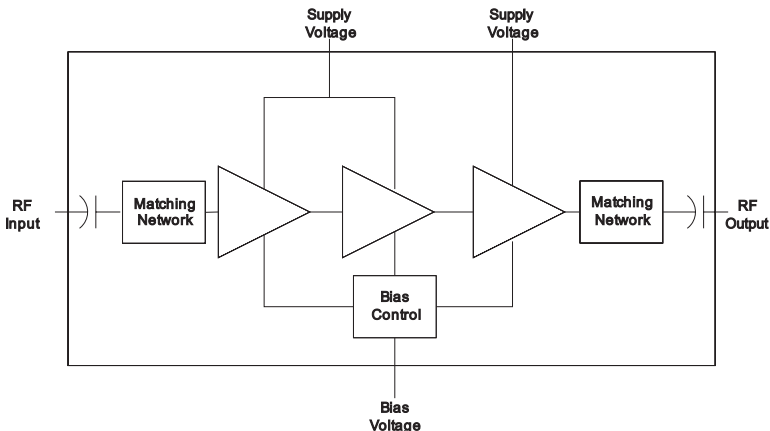 Supply
Voltage
Supply
Voltage
RF
Input
Matching
Network
Matching
Network
RF
Output
Bias
Control
Bias
Voltage